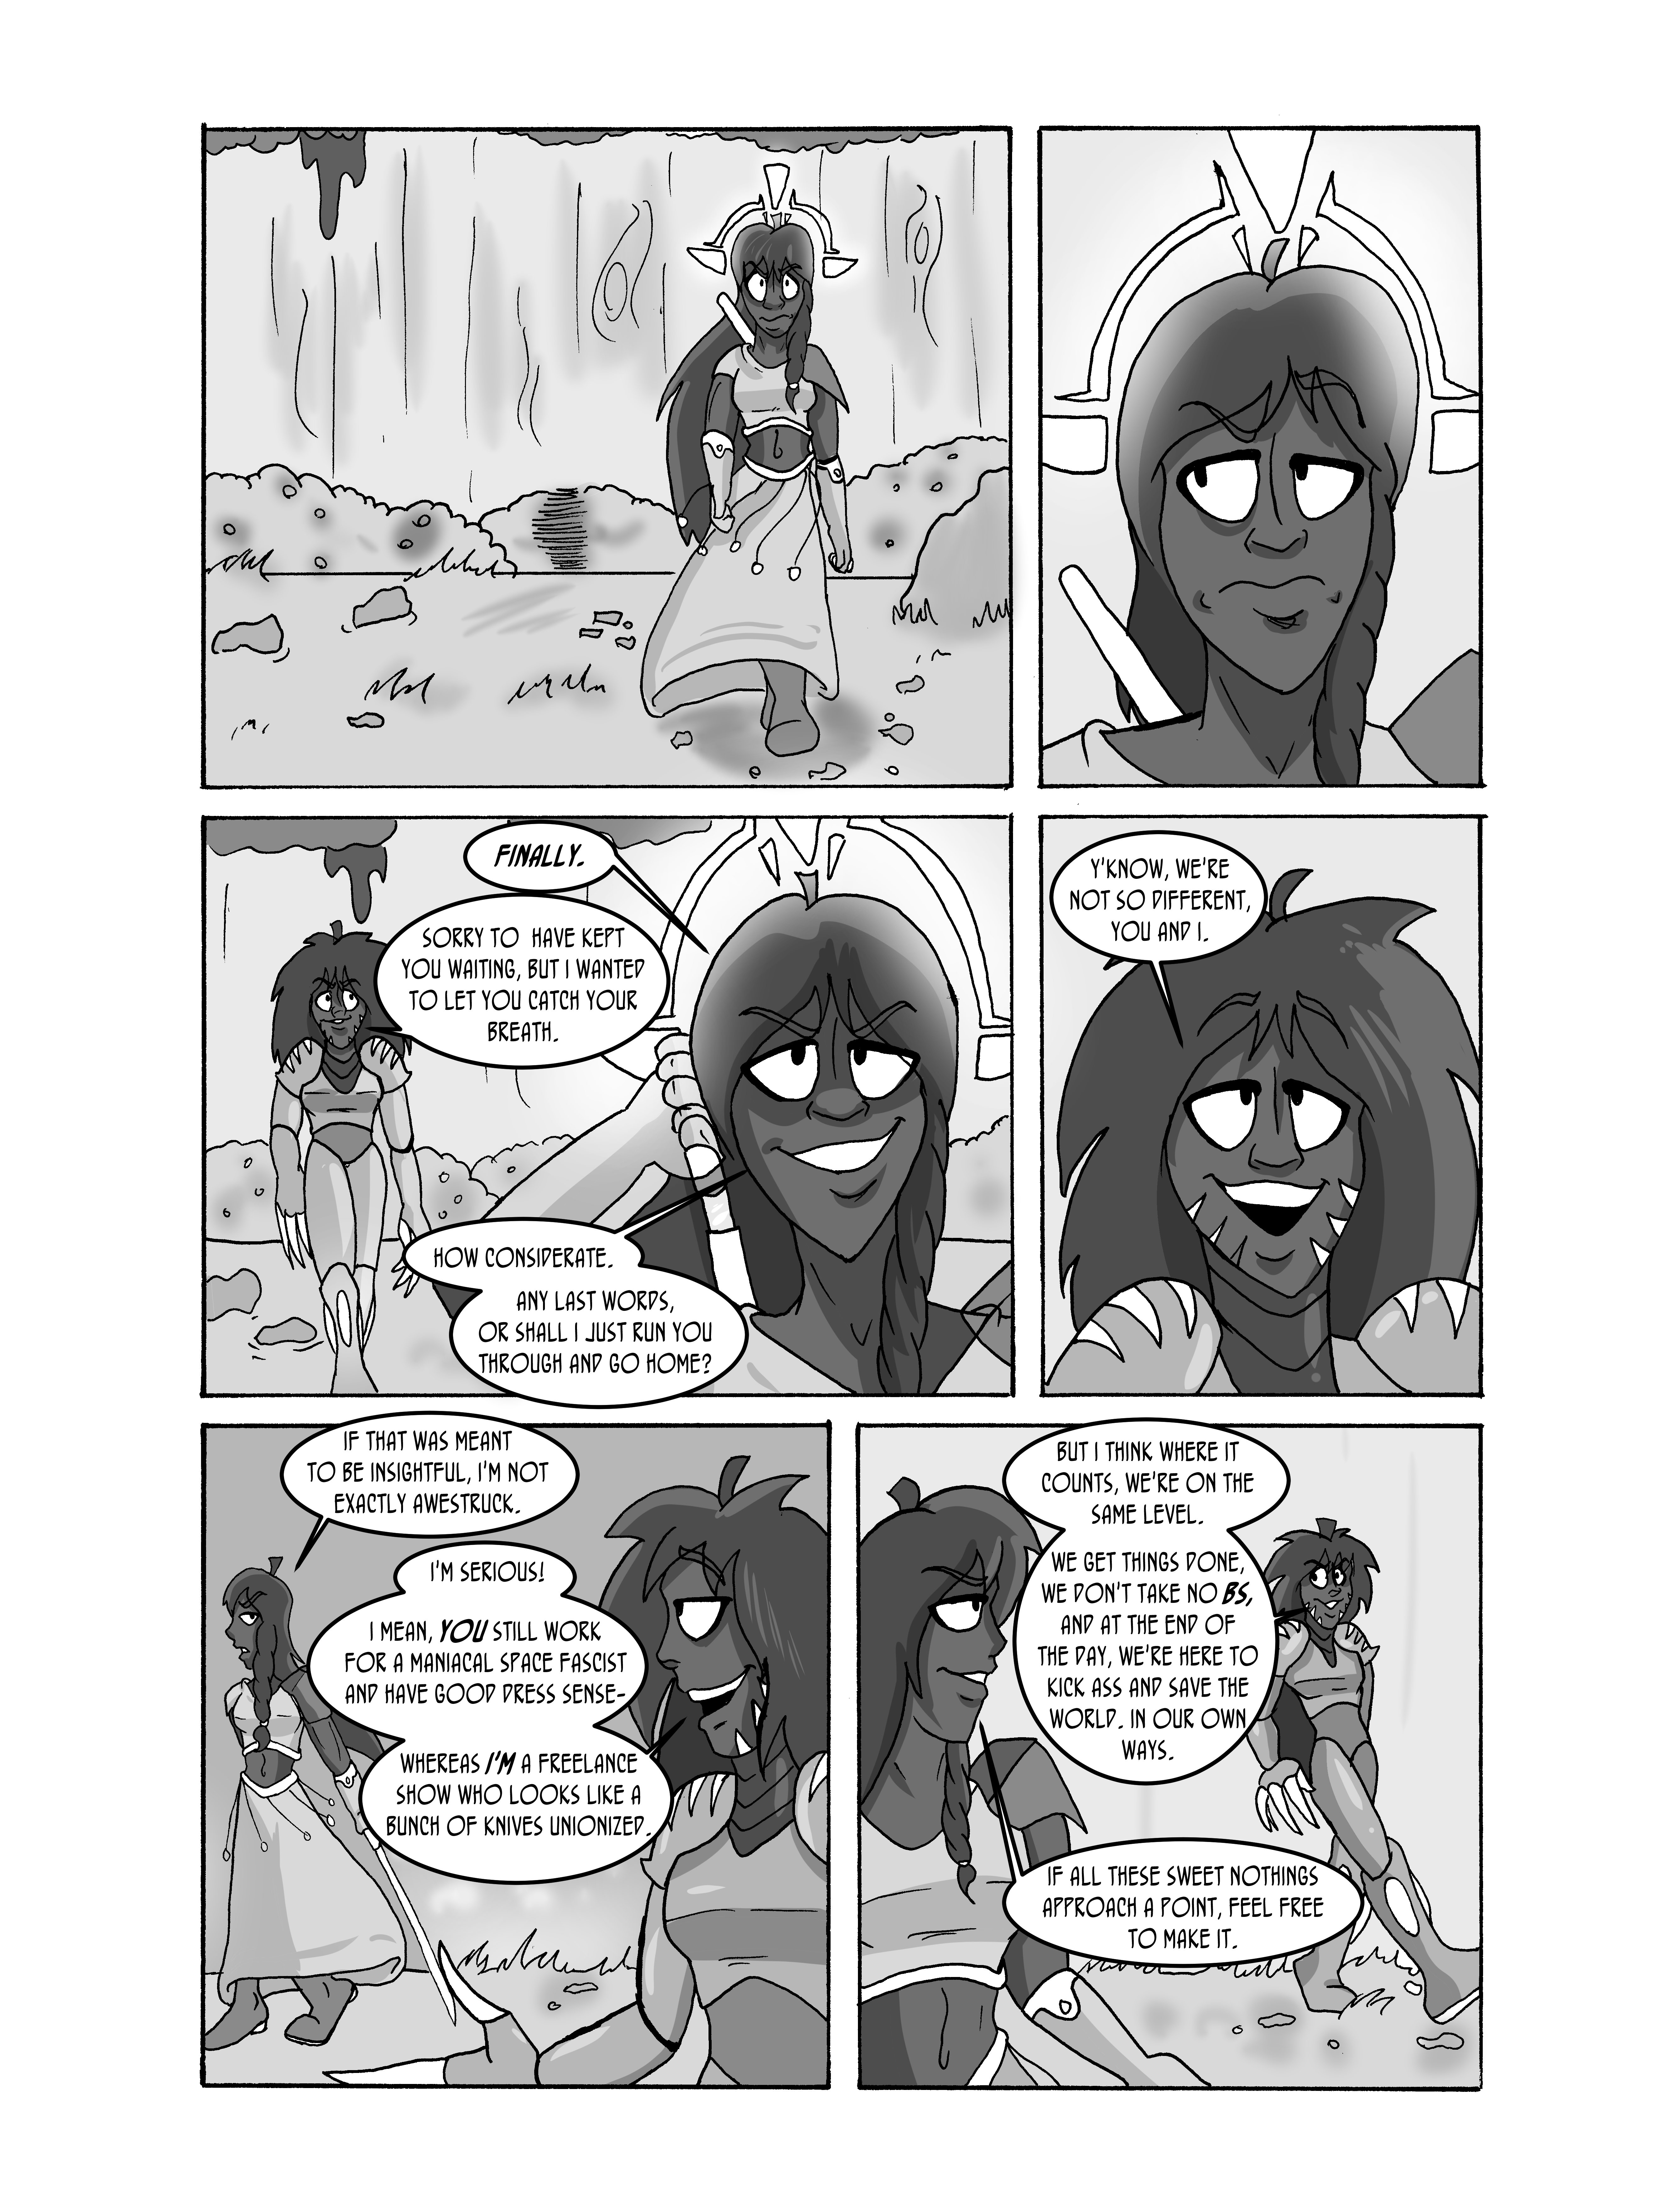 FINALLY.
SORRY TO HAVE KEPT
YOU WAITING, BUT I WANTED
TO LET YOU CATCH YOUR
BREATH.
HOW CONSIDERATE.
ANY LAST WORDS,
OR SHALL I JUST RUN YOU
THROUGH AND GO HOME?
Y'KNOW, WE'RE
NOT SO DIFFERENT,
YOU AND I.
IF THAT WAS MEANT
TO BE INSIGHTFUL, I'M NOT
EXACTLY AWESTRUCK.
I'M SERIOUS!
I MEAN, YOU STILL WORK
FOR A MANIACAL SPACE FASCIST
AND HAVE GOOD DRESS SENSE-
WHEREAS I'M A FREELANCE
SHOW WHO LOOKS LIKE A
BUNCH OF KNIVES UNIONIZED.
BUT I THINK WHERE IT
COUNTS, WE'RE ON THE
SAME LEVEL.
WE GET THINGS DONE,
WE DON'T TAKE NO BS,
AND AT THE END OF
THE DAY, WE'RE HERE TO
KICK ASS AND SAVE THE
WORLD. IN OUR OWN
WAYS.
IF ALL THESE SWEET NOTHINGS
APPROACH A POINT, FEEL FREE
TO MAKE IT.